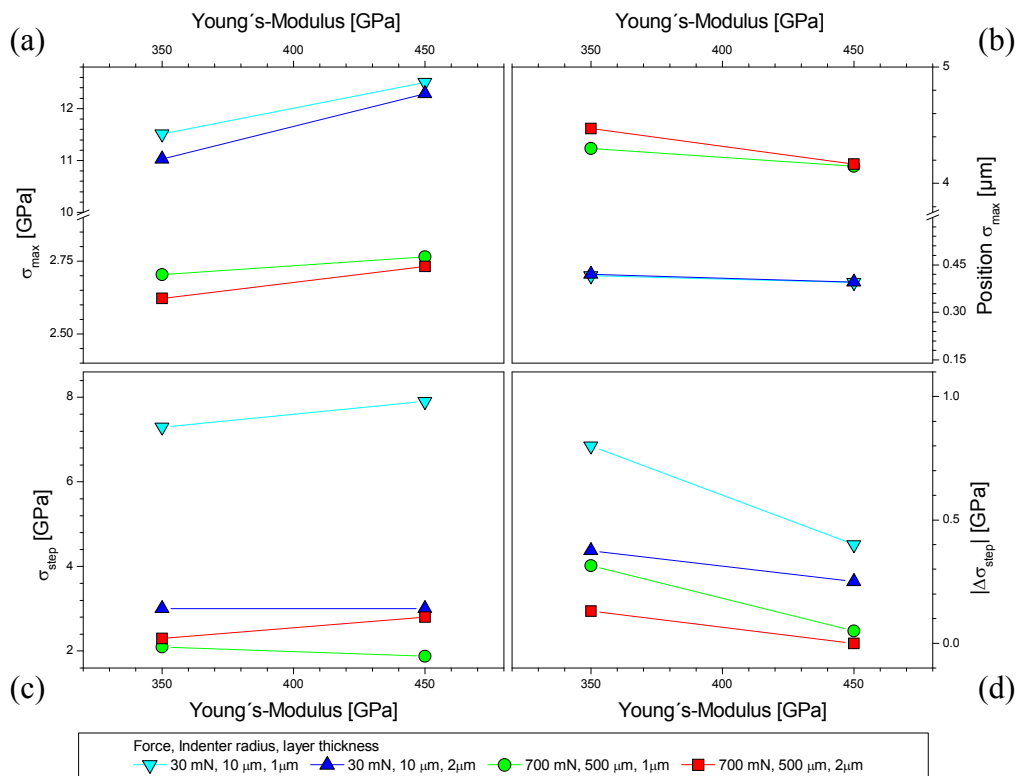 Young´s-Modulus [GPa]
Young´s-Modulus [GPa]
(a)
(b)
350 400 450
350 400 450
12
11
10
2.75
2.50
σmax [GPa]
5
4
0.45
0.30
0.15
Position σmax [µm]
8
6
4
2
σstep [GPa]
1.0
0.5
0.0
|Δσstep| [GPa]
350 400 450
350 400 450
(c)
(d)
Young´s-Modulus [GPa]
Young´s-Modulus [GPa]
Force, Indenter radius, layer thickness
30 mN, 10 µm, 1µm 30 mN, 10 µm, 2µm 700 mN, 500 µm, 1µm 700 mN, 500 µm, 2µm